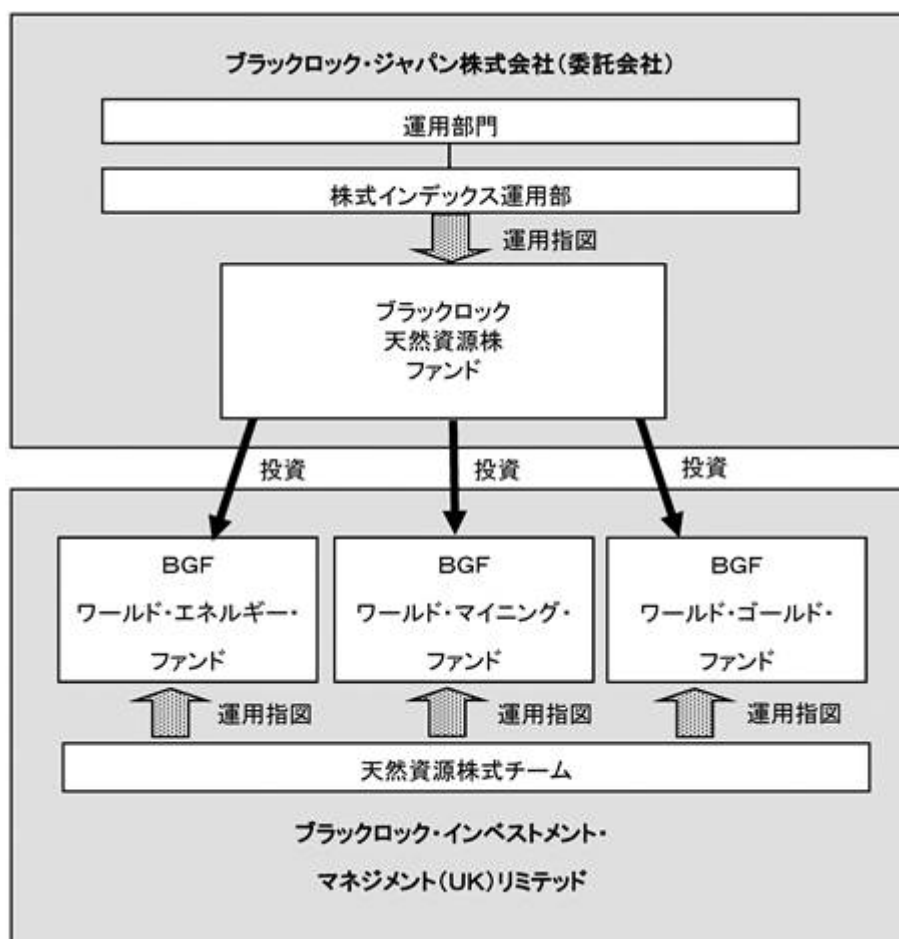 ブラックロック・ジャパン株式会社(委託会社)
運用部門
株式インデックス運用部
運用指図
ブラックロック
天然資源株
ファンド
投資
投資
投資
BGF
ワールド・エネルギー・
ファンド
BGF
ワールド・マイニング・
ファンド
BGF
ワールド・ゴールド・
ファンド
運用指図
運用指図
運用指図
天然資源株式チーム
ブラックロック・インベストメント・
マネジメント(UK)リミテッド